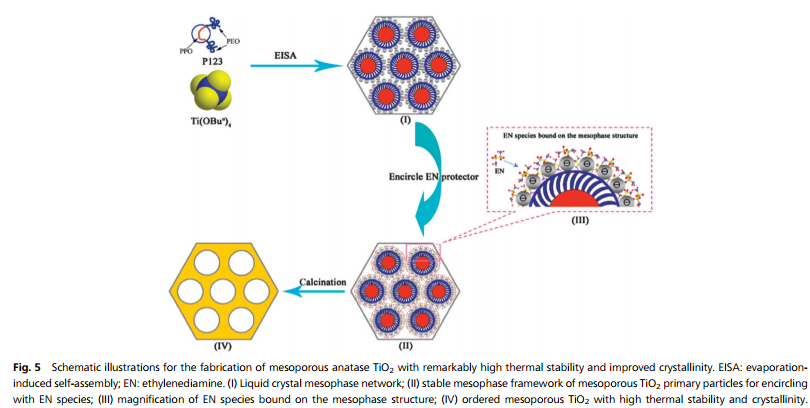 PPO
PEO
P123
Ti(OBuⁿ)₄
EISA
(I)
Encircle EN protector
EN species bound on the mesophase structure
EN
(III)
Calcination
(IV)
(II)
Fig. 5 Schematic illustrations for the fabrication of mesoporous anatase TiO₂ with remarkably high thermal stability and improved crystallinity. EISA: evaporation-
induced self-assembly; EN: ethylenediamine. (I) Liquid crystal mesophase network; (II) stable mesophase framework of mesoporous TiO₂ primary particles for encircling
with EN species; (III) magnification of EN species bound on the mesophase structure; (IV) ordered mesoporous TiO₂ with high thermal stability and crystallinity.